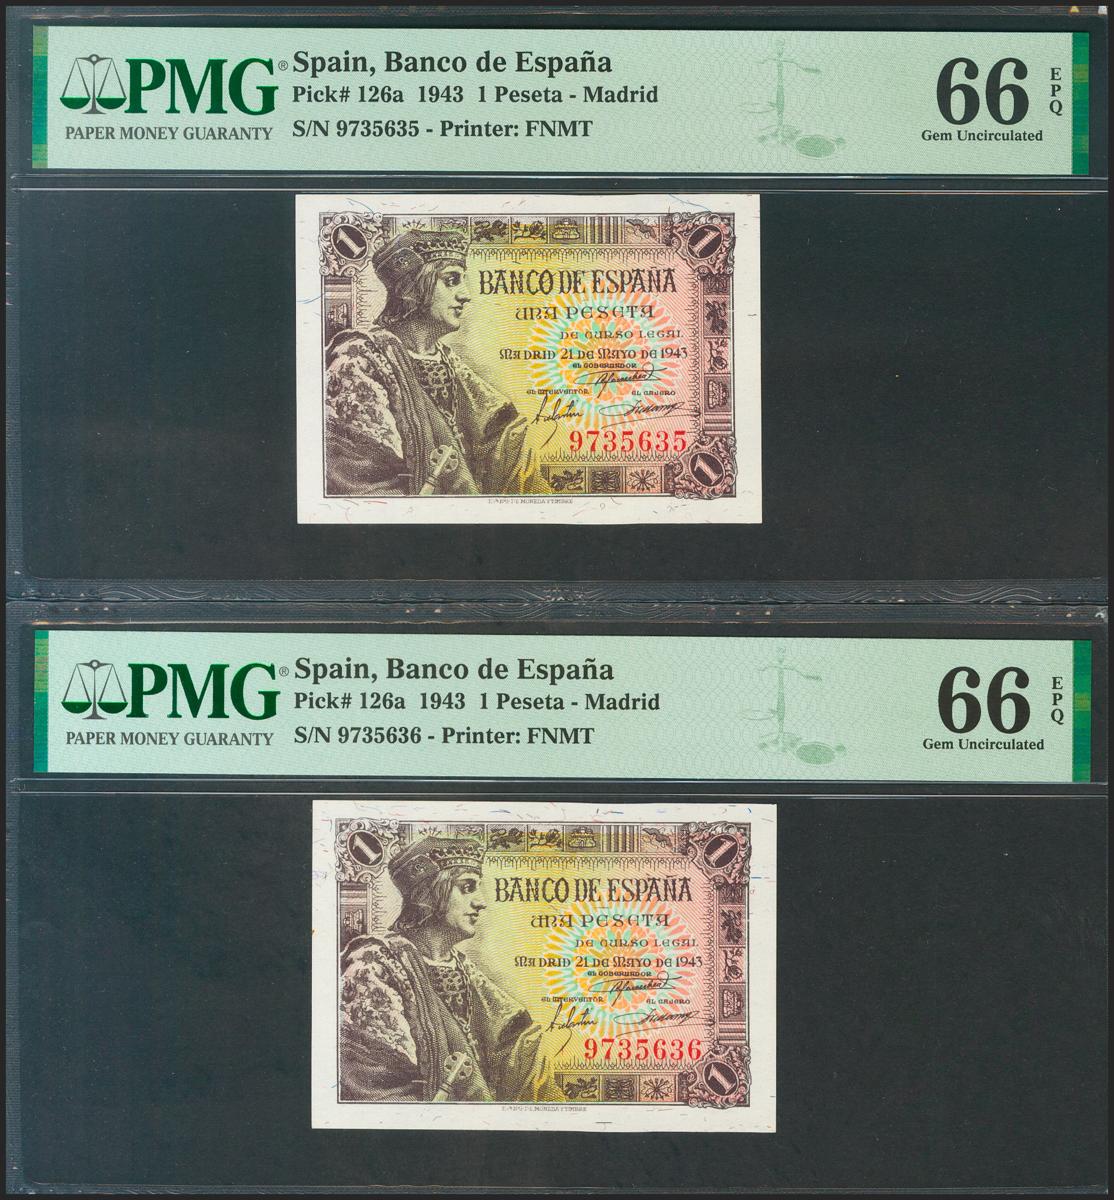 PMG®
PAPER MONEY GUARANTY
Spain, Banco de España
Pick# 126a 1943 1 Peseta - Madrid
S/N 9735635 - Printer: FNMT
66 EPQ
Gem Uncirculated
1
1
BANCO DE ESPAÑA
UNA PESETA
DE CURSO LEGAL
MADRID 21 DE MAYO DE 1943
EL GOBERNADOR
EL INTERVENTOR EL CAJERO
9735635
1
PMG®
PAPER MONEY GUARANTY
Spain, Banco de España
Pick# 126a 1943 1 Peseta - Madrid
S/N 9735636 - Printer: FNMT
66 EPQ
Gem Uncirculated
1
1
BANCO DE ESPAÑA
UNA PESETA
DE CURSO LEGAL
MADRID 21 DE MAYO DE 1943
EL GOBERNADOR
EL INTERVENTOR EL CAJERO
9735636
1